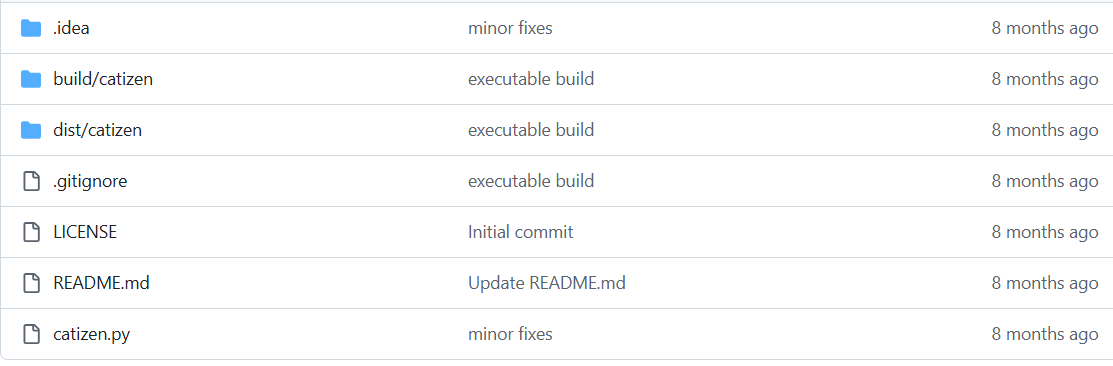 .idea minor fixes 8 months ago
build/catizen executable build 8 months ago
dist/catizen executable build 8 months ago
.gitignore executable build 8 months ago
LICENSE Initial commit 8 months ago
README.md Update README.md 8 months ago
catizen.py minor fixes 8 months ago